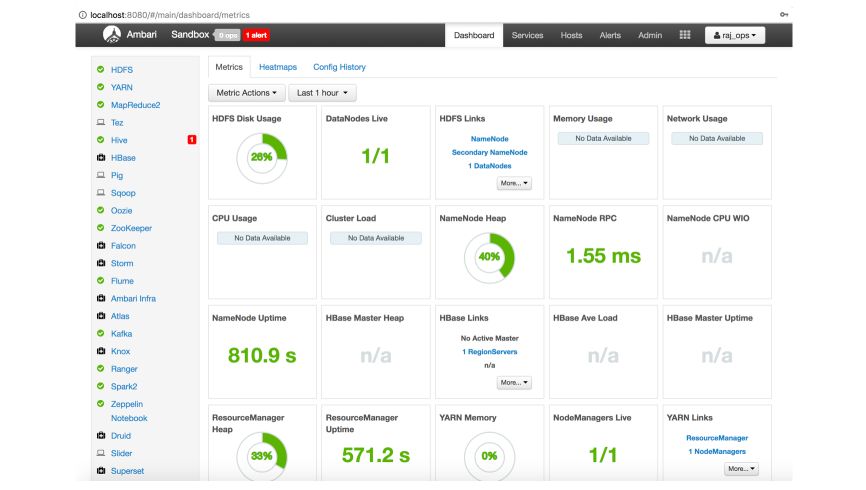 localhost:8080/#/main/dashboard/metrics
Ambari Sandbox 0 ops 1 alert Dashboard Services Hosts Alerts Admin raj_ops
HDFS
YARN
MapReduce2
Tez
Hive 1
HBase
Pig
Sqoop
Oozie
ZooKeeper
Falcon
Storm
Flume
Ambari Infra
Atlas
Kafka
Knox
Ranger
Spark2
Zeppelin
Notebook
Druid
Slider
Superset
Metrics Heatmaps Config History
Metric Actions Last 1 hour
HDFS Disk Usage
26%
DataNodes Live
1/1
HDFS Links
NameNode
Secondary NameNode
1 DataNodes
More...
Memory Usage
No Data Available
Network Usage
No Data Available
CPU Usage
No Data Available
Cluster Load
No Data Available
NameNode Heap
40%
NameNode RPC
1.55 ms
NameNode CPU WIO
n/a
NameNode Uptime
810.9 s
HBase Master Heap
n/a
HBase Links
No Active Master
1 RegionServers
n/a
More...
HBase Ave Load
n/a
HBase Master Uptime
n/a
ResourceManager
Heap
33%
ResourceManager
Uptime
571.2 s
YARN Memory
0%
NodeManagers Live
1/1
YARN Links
ResourceManager
1 NodeManagers
More...